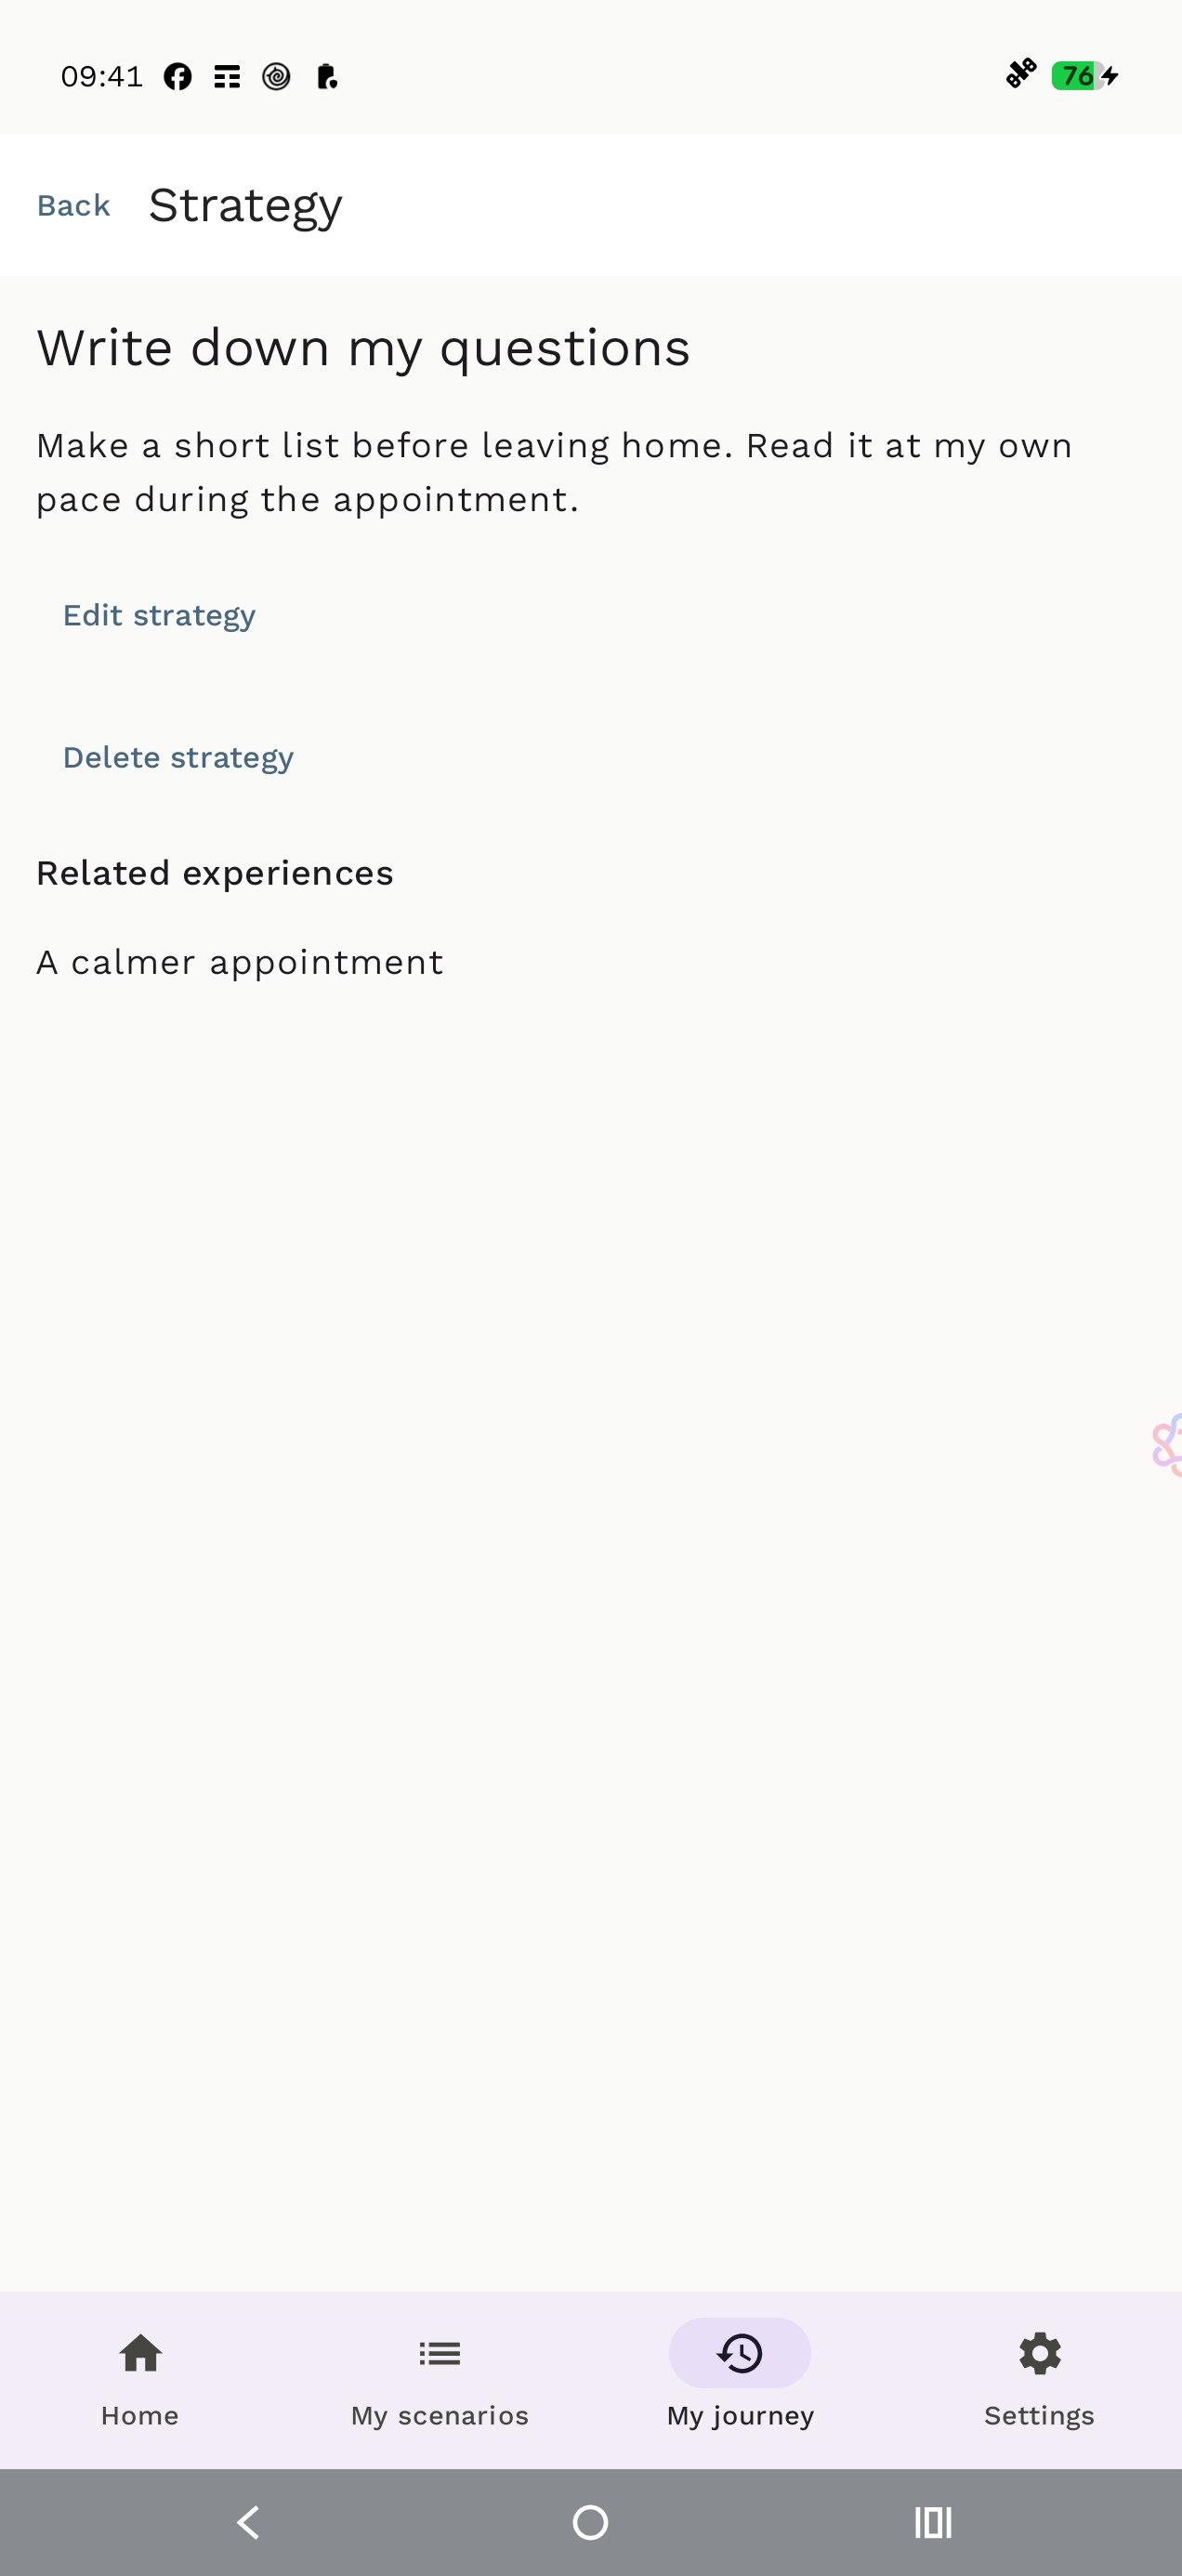 09:41
76
Back Strategy
Write down my questions
Make a short list before leaving home. Read it at my own
pace during the appointment.
Edit strategy
Delete strategy
Related experiences
A calmer appointment
Home My scenarios My journey Settings